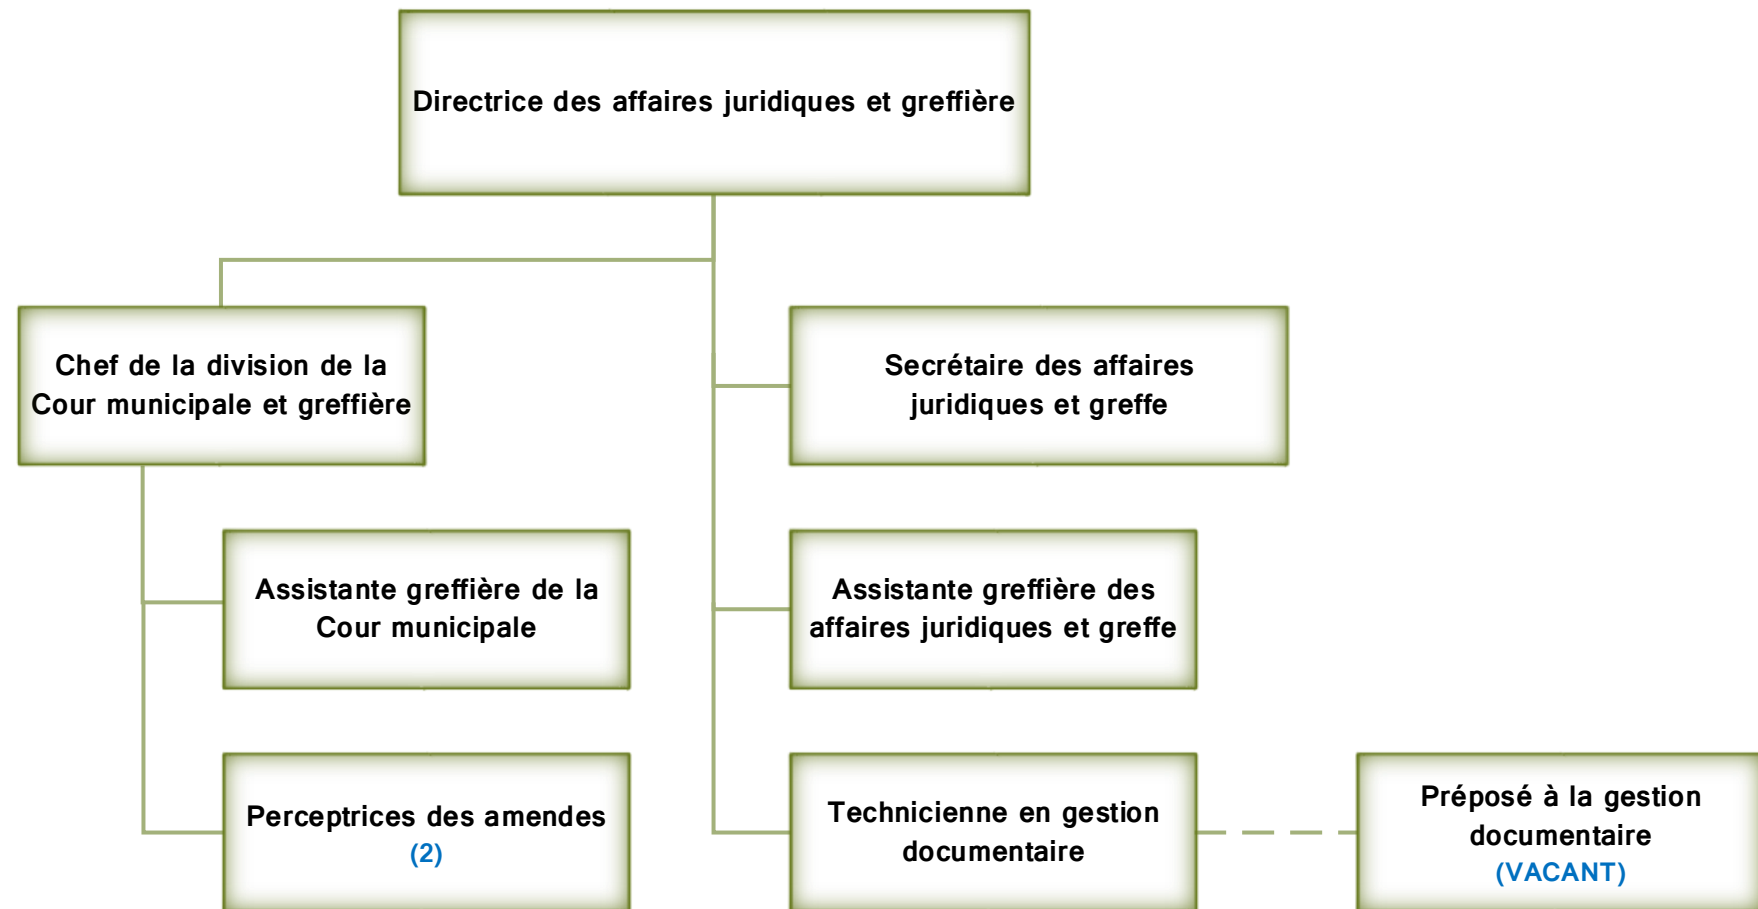 Directrice des affaires juridiques et greffière
Chef de la division de la
Cour municipale et greffière
Secrétaire des affaires
juridiques et greffe
Assistante greffière de la
Cour municipale
Assistante greffière des
affaires juridiques et greffe
Perceptrices des amendes
(2)
Technicienne en gestion
documentaire
Préposé à la gestion
documentaire
(VACANT)